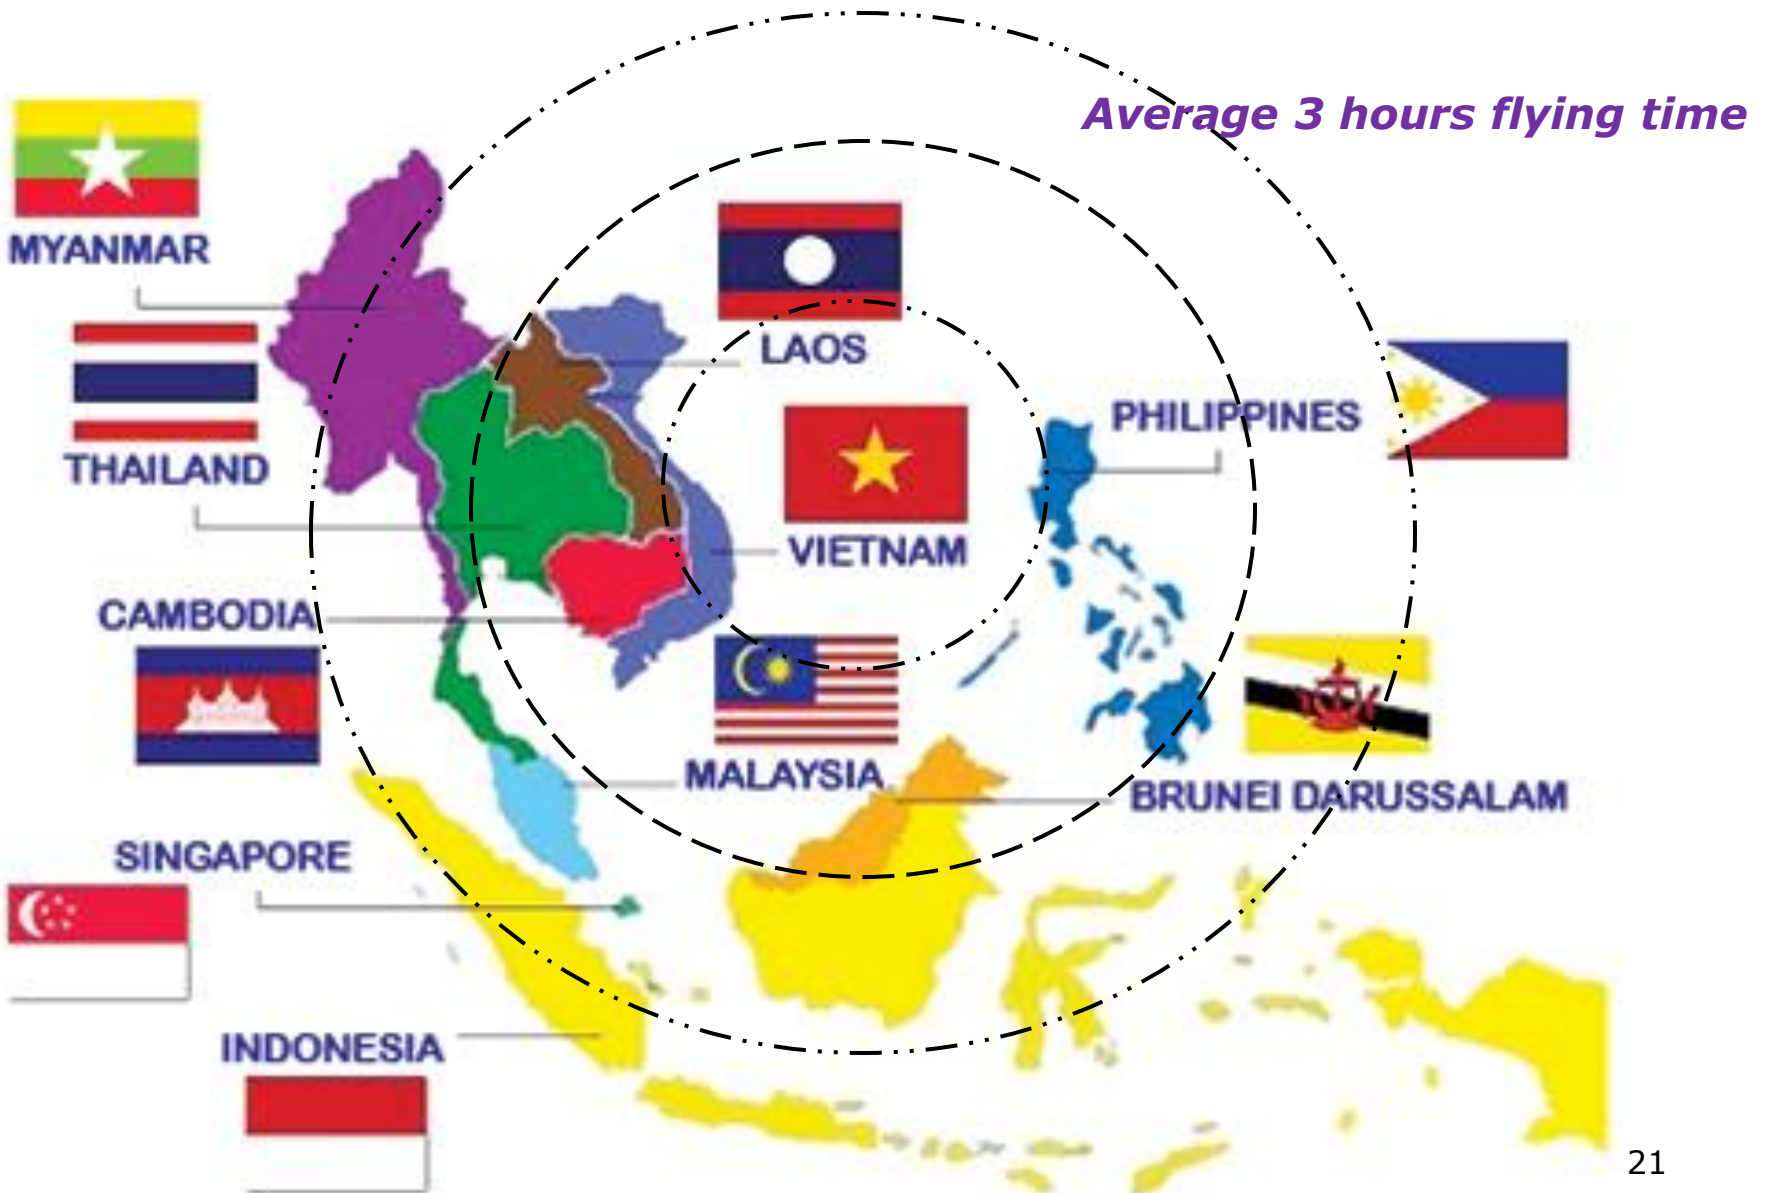 Average 3 hours flying time
MYANMAR
LAOS
THAILAND
PHILIPPINES
VIETNAM
CAMBODIA
MALAYSIA
BRUNEI DARUSSALAM
SINGAPORE
INDONESIA
21